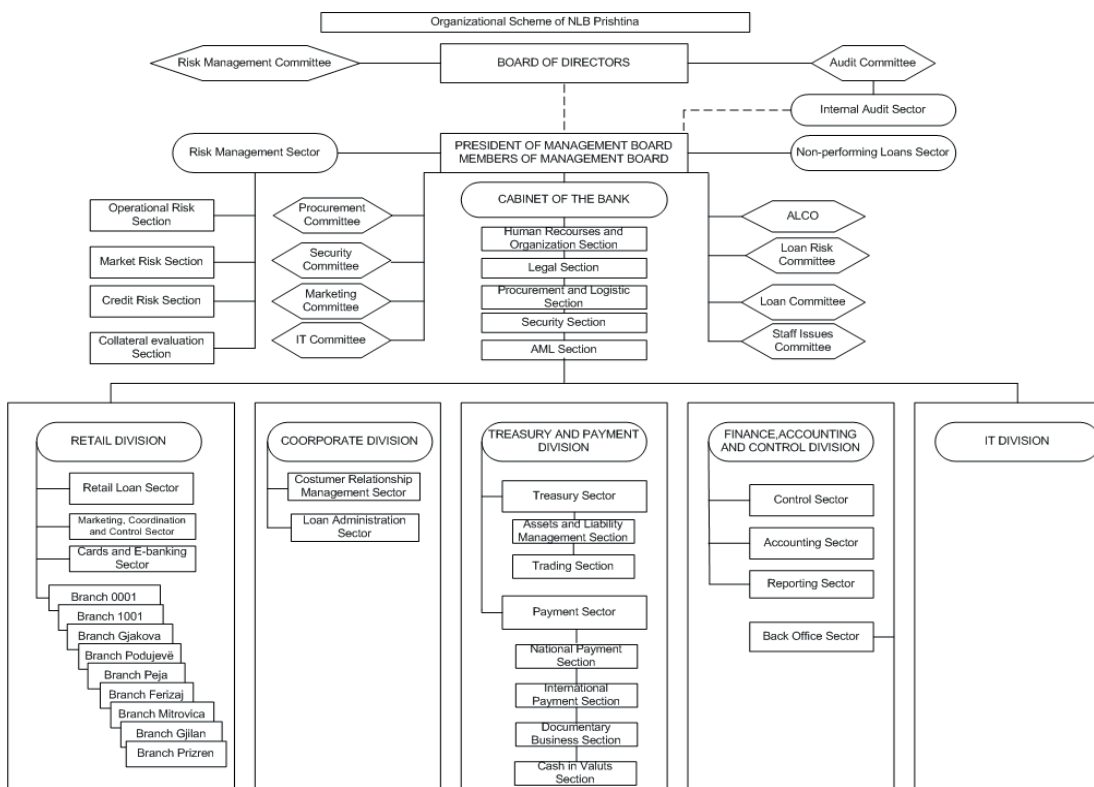 Organizational Scheme of NLB Prishtina
Risk Management Committee
BOARD OF DIRECTORS
Audit Committee
Internal Audit Sector
Risk Management Sector
PRESIDENT OF MANAGEMENT BOARD
MEMBERS OF MANAGEMENT BOARD
Non-performing Loans Sector
Operational Risk
Section
Market Risk Section
Credit Risk Section
Collateral evaluation
Section
Procurement
Committee
Security
Committee
Marketing
Committee
IT Committee
CABINET OF THE BANK
Human Recourses and
Organization Section
Legal Section
Procurement and Logistic
Section
Security Section
AML Section
ALCO
Loan Risk
Committee
Loan Committee
Staff Issues
Committee
RETAIL DIVISION
Retail Loan Sector
Marketing, Coordination
and Control Sector
Cards and E-banking
Sector
Branch 0001
Branch 1001
Branch Gjakova
Branch Podujevë
Branch Peja
Branch Ferizaj
Branch Mitrovica
Branch Gjilan
Branch Prizren
COORPORATE DIVISION
Costumer Relationship
Management Sector
Loan Administration
Sector
TREASURY AND PAYMENT
DIVISION
Treasury Sector
Assets and Liability
Management Section
Trading Section
Payment Sector
National Payment
Section
International
Payment Section
Documentary
Business Section
Cash in Valuts
Section
FINANCE,ACCOUNTING
AND CONTROL DIVISION
Control Sector
Accounting Sector
Reporting Sector
Back Office Sector
IT DIVISION